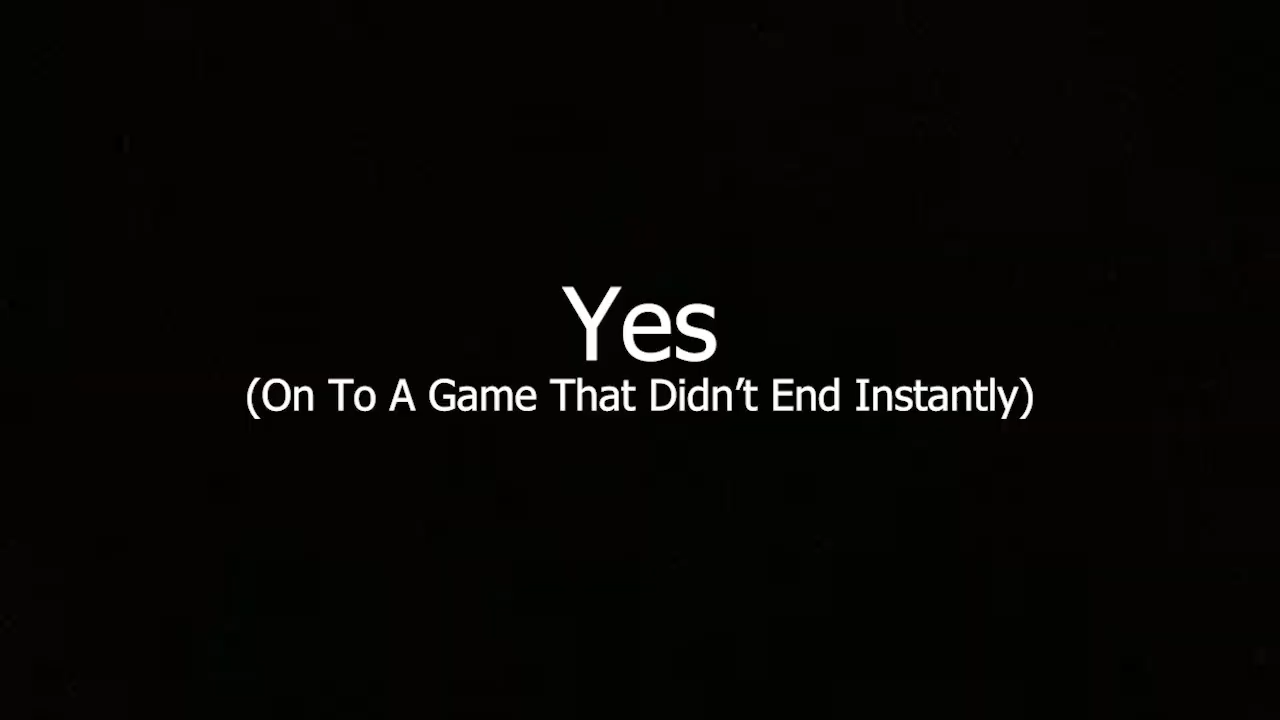 Yes
(On To A Game That Didn’t End Instantly)